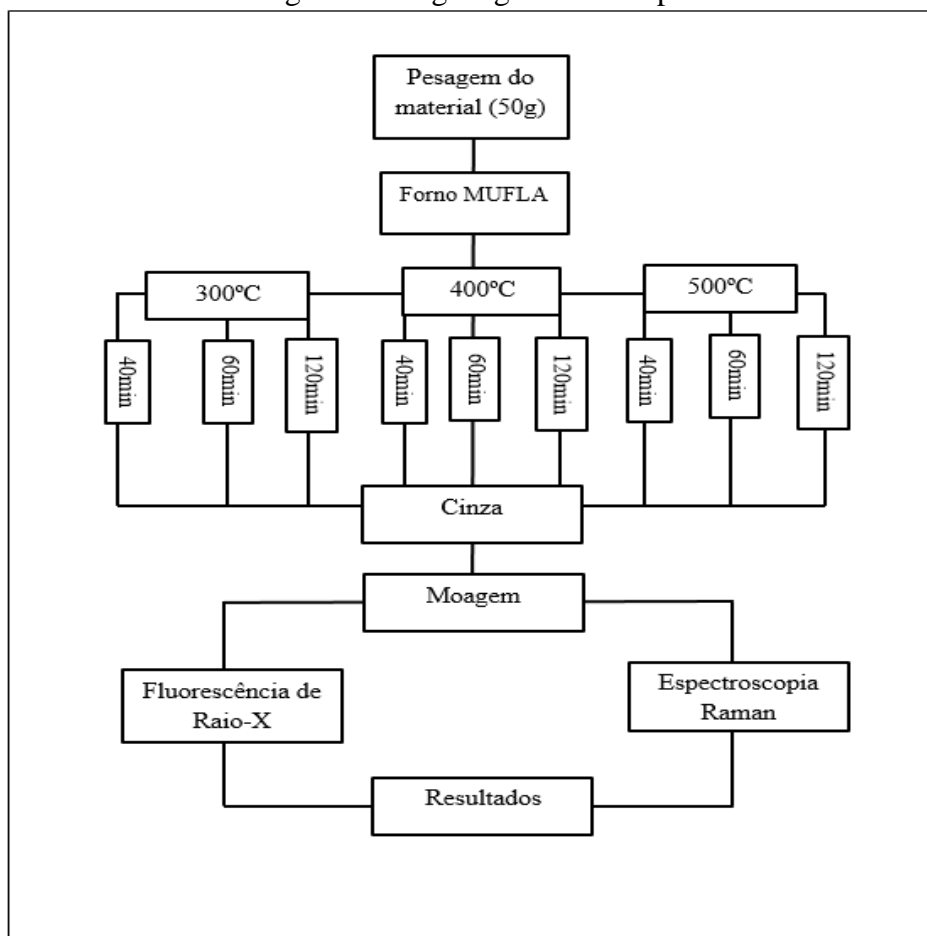 Pesagem do
material (50g)
Forno MUFLA
300ºC
400ºC
500ºC
40min
60min
120min
40min
60min
120min
40min
60min
120min
Cinza
Moagem
Fluorescência de
Raio-X
Espectroscopia
Raman
Resultados